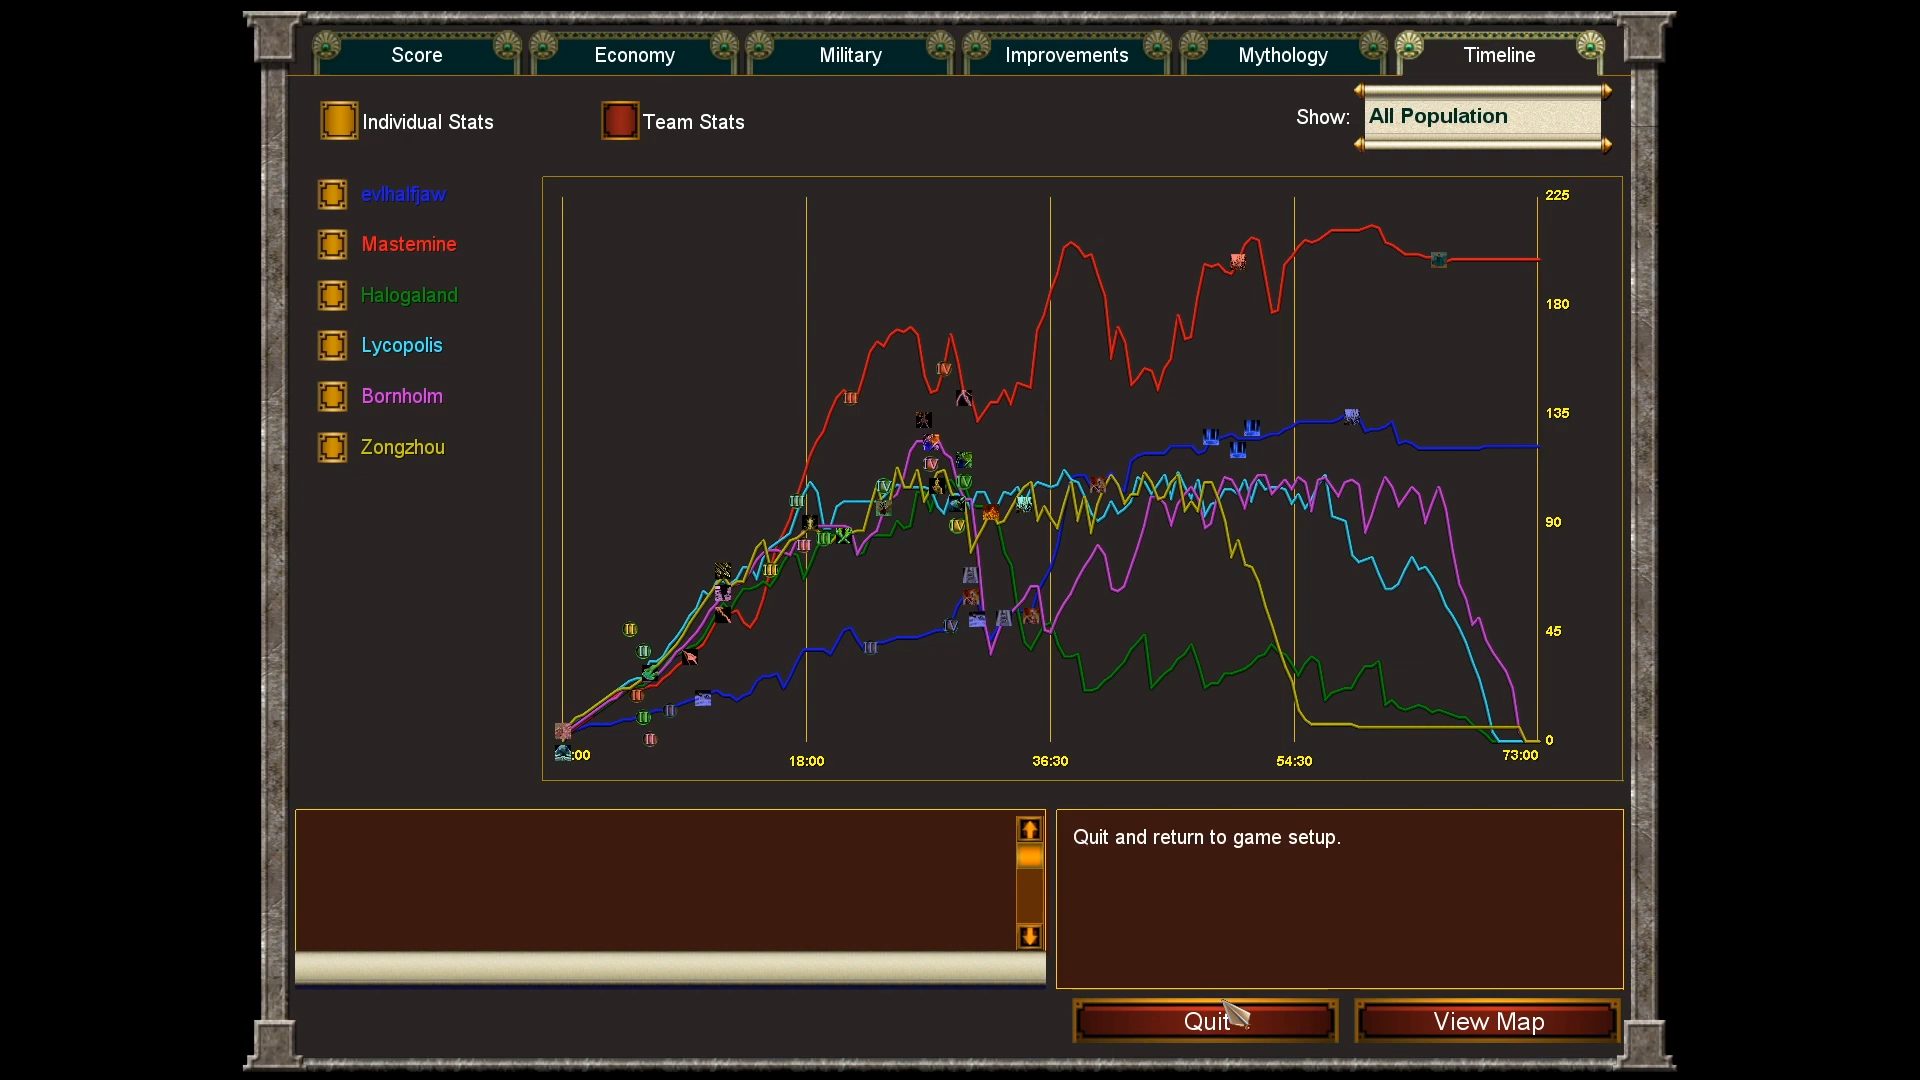 Score
Economy
Military
Improvements
Mythology
Timeline
Individual Stats
Team Stats
Show:
All Population
evlhalfjaw
Mastemine
Halogaland
Lycopolis
Bornholm
Zongzhou
225
180
135
90
45
0
:00
18:00
36:30
54:30
73:00
Quit and return to game setup.
Quit
View Map